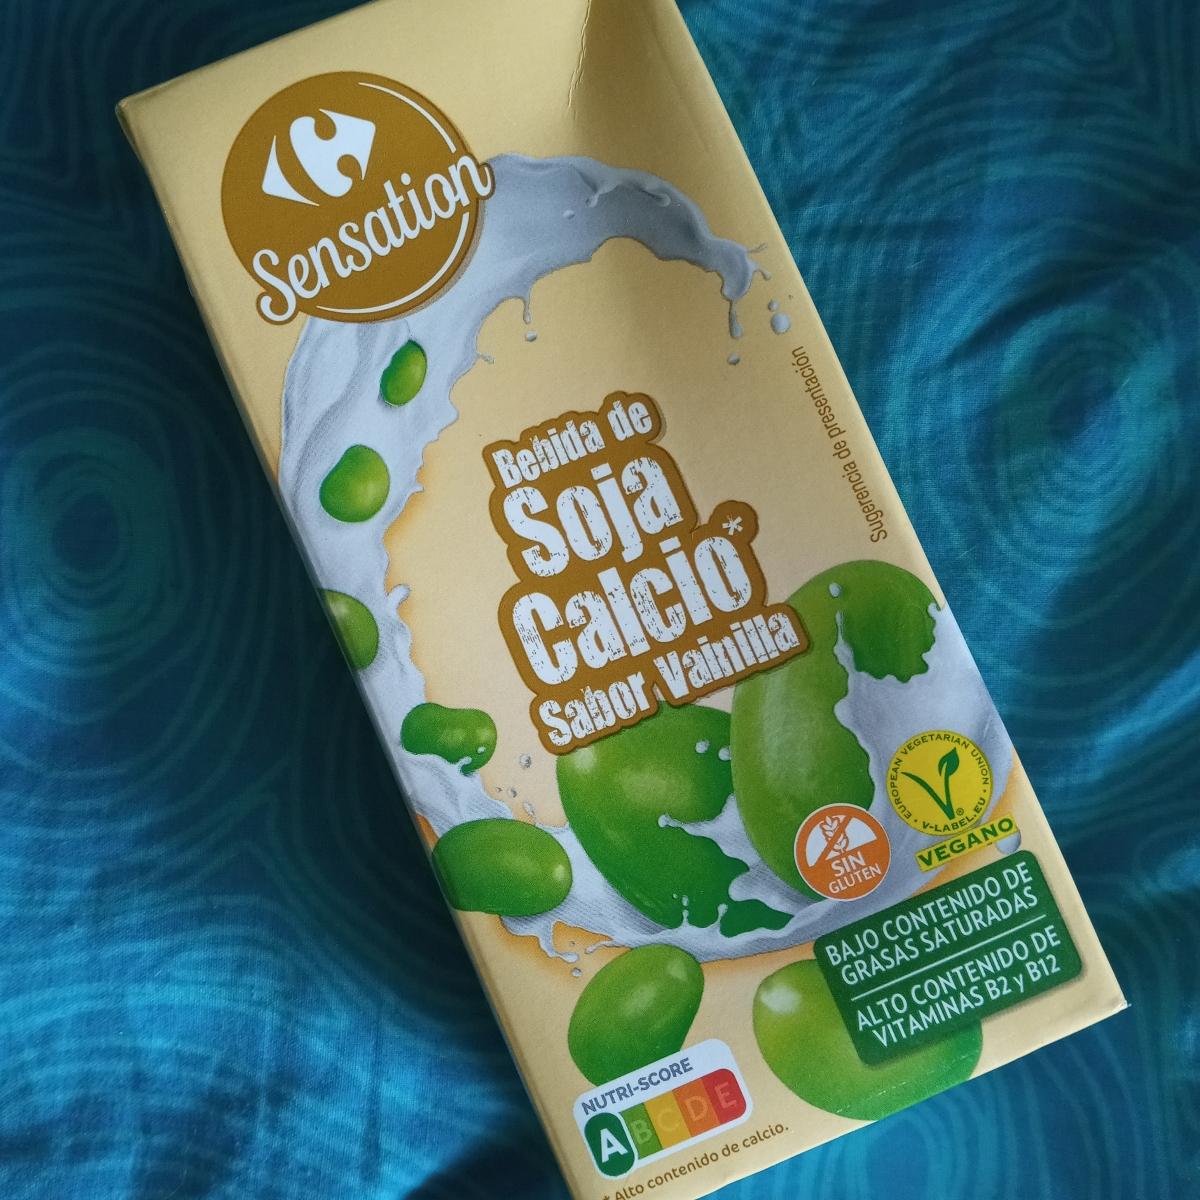 Sensation
Bebida de
Soja
Calcio*
Sabor Vainilla
Sugerencia de presentación
EUROPEAN VEGETARIAN UNION
V-LABEL.EU
®
VEGANO
SIN
GLUTEN
BAJO CONTENIDO DE
GRASAS SATURADAS
ALTO CONTENIDO DE
VITAMINAS B2 y B12
NUTRI-SCORE
A B C D E
* Alto contenido de calcio.